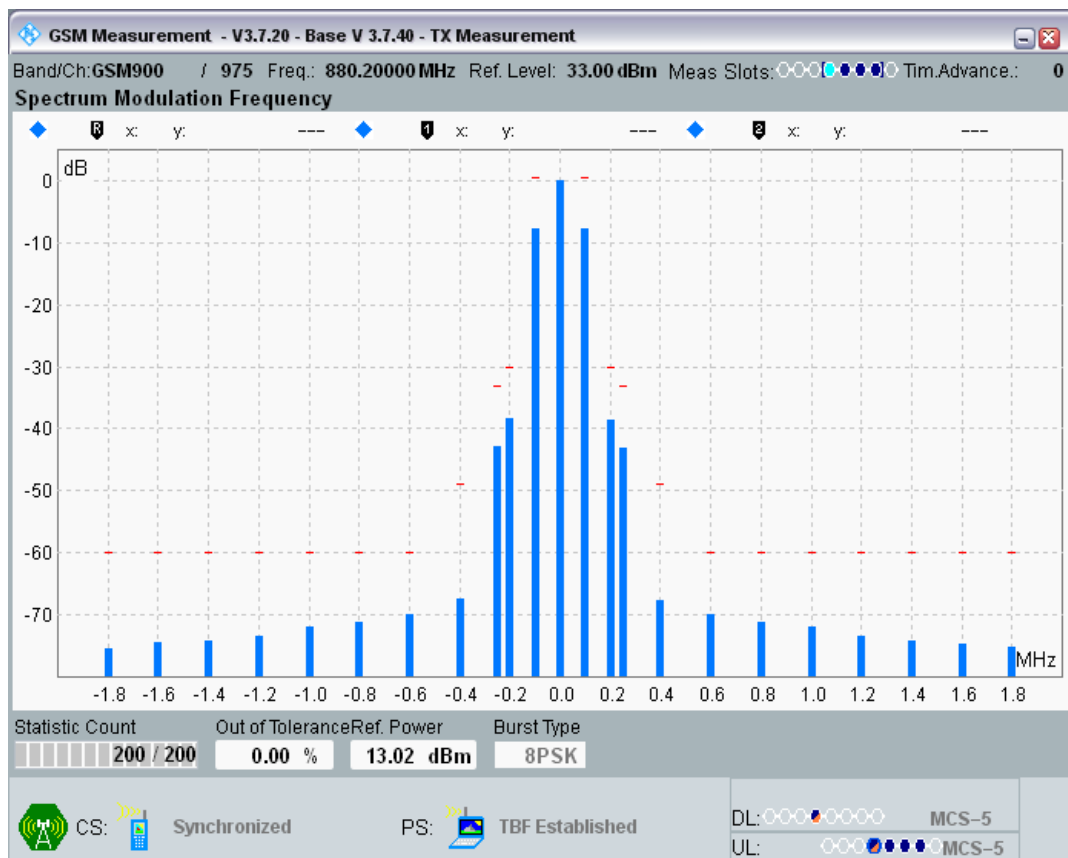 GSM Measurement - V3.7.20 - Base V 3.7.40 - TX Measurement
Band/Ch:GSM900 / 975 Freq.: 880.20000 MHz Ref. Level: 33.00 dBm Meas Slots: Tim.Advance.: 0
Spectrum Modulation Frequency
R x: y: --- 1 x: y: --- 2 x: y: ---
dB
0
-10
-20
-30
-40
-50
-60
-70
MHz
-1.8 -1.6 -1.4 -1.2 -1.0 -0.8 -0.6 -0.4 -0.2 0.0 0.2 0.4 0.6 0.8 1.0 1.2 1.4 1.6 1.8
Statistic Count Out of Tolerance Ref. Power Burst Type
200 / 200 0.00 % 13.02 dBm 8PSK
CS: Synchronized PS: TBF Established DL: MCS-5
UL: MCS-5